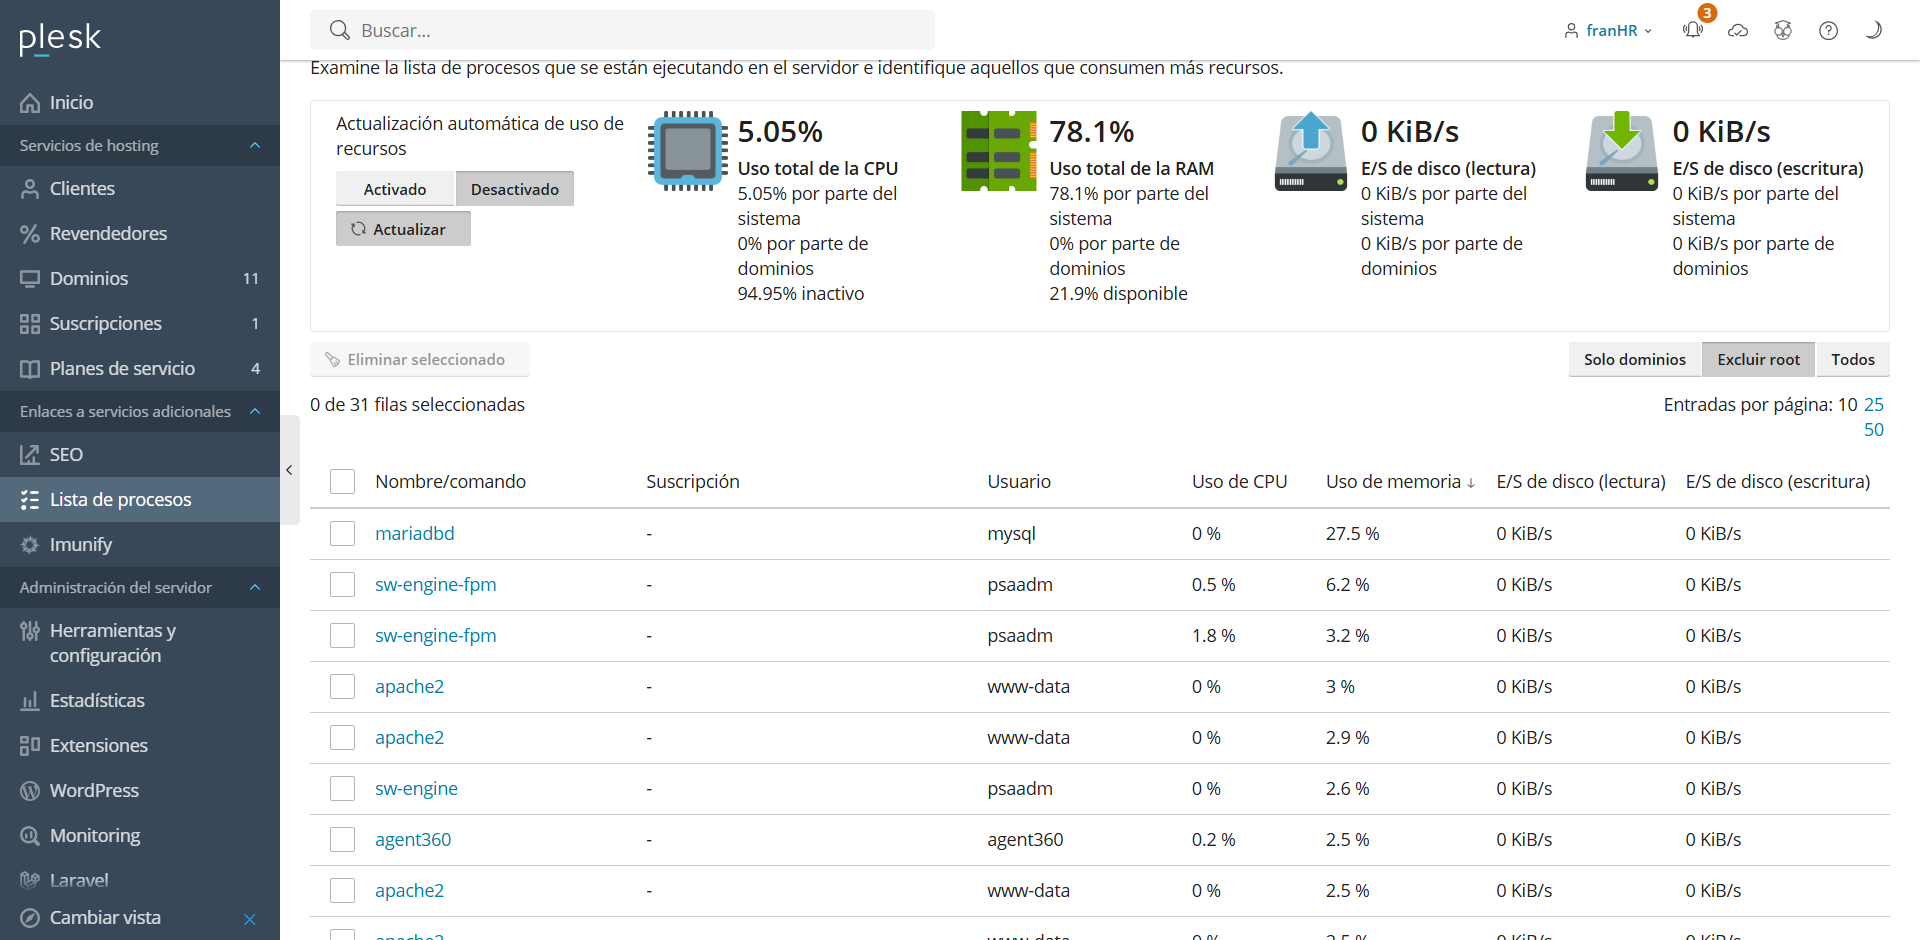 plesk
Buscar...
franHR
3
Inicio
Servicios de hosting
Clientes
Revendedores
Dominios 11
Suscripciones 1
Planes de servicio 4
Enlaces a servicios adicionales
SEO
Lista de procesos
Imunify
Administración del servidor
Herramientas y
configuración
Estadísticas
Extensiones
WordPress
Monitoring
Laravel
Cambiar vista
Examine la lista de procesos que se están ejecutando en el servidor e identifique aquellos que consumen más recursos.
Actualización automática de uso de
recursos
Activado Desactivado
Actualizar
5.05%
Uso total de la CPU
5.05% por parte del
sistema
0% por parte de
dominios
94.95% inactivo
78.1%
Uso total de la RAM
78.1% por parte del
sistema
0% por parte de
dominios
21.9% disponible
0 KiB/s
E/S de disco (lectura)
0 KiB/s por parte del
sistema
0 KiB/s por parte de
dominios
0 KiB/s
E/S de disco (escritura)
0 KiB/s por parte del
sistema
0 KiB/s por parte de
dominios
Eliminar seleccionado
Solo dominios Excluir root Todos
0 de 31 filas seleccionadas
Entradas por página: 10 25
50
Nombre/comando Suscripción Usuario Uso de CPU Uso de memoria ↓ E/S de disco (lectura) E/S de disco (escritura)
mariadbd - mysql 0 % 27.5 % 0 KiB/s 0 KiB/s
sw-engine-fpm - psaadm 0.5 % 6.2 % 0 KiB/s 0 KiB/s
sw-engine-fpm - psaadm 1.8 % 3.2 % 0 KiB/s 0 KiB/s
apache2 - www-data 0 % 3 % 0 KiB/s 0 KiB/s
apache2 - www-data 0 % 2.9 % 0 KiB/s 0 KiB/s
sw-engine - psaadm 0 % 2.6 % 0 KiB/s 0 KiB/s
agent360 - agent360 0.2 % 2.5 % 0 KiB/s 0 KiB/s
apache2 - www-data 0 % 2.5 % 0 KiB/s 0 KiB/s